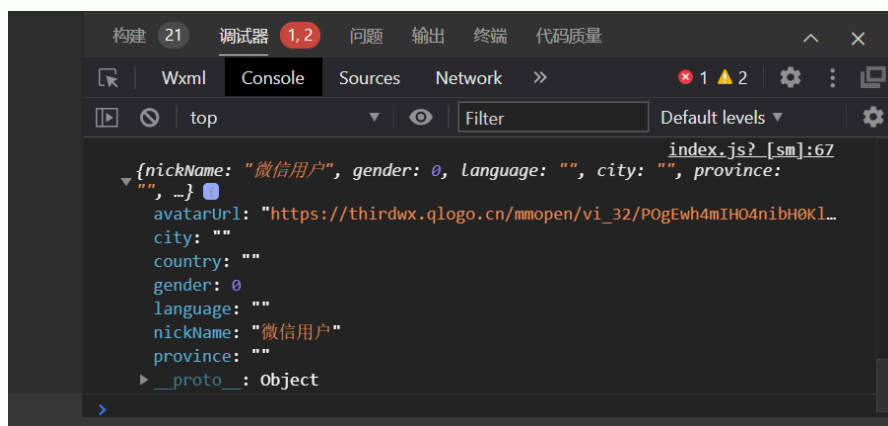 构建 21 调试器 1, 2 问题 输出 终端 代码质量
Wxml Console Sources Network » 1 2
top Filter Default levels
index.js? [sm]:67
{nickName: "微信用户", gender: 0, language: "", city: "", province:
"", …} i
avatarUrl: "https://thirdwx.qlogo.cn/mmopen/vi_32/POgEwh4mIHO4nibH0Kl…
city: ""
country: ""
gender: 0
language: ""
nickName: "微信用户"
province: ""
__proto__: Object